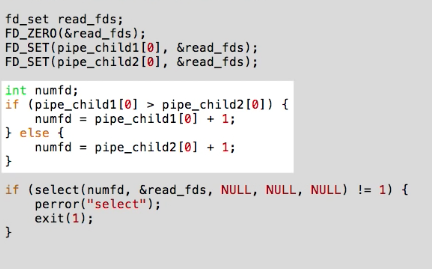 fd_set read_fds;
FD_ZERO(&read_fds);
FD_SET(pipe_child1[0], &read_fds);
FD_SET(pipe_child2[0], &read_fds);
int numfd;
if (pipe_child1[0] > pipe_child2[0]) {
    numfd = pipe_child1[0] + 1;
} else {
    numfd = pipe_child2[0] + 1;
}
if (select(numfd, &read_fds, NULL, NULL, NULL) != 1) {
    perror("select");
    exit(1);
}